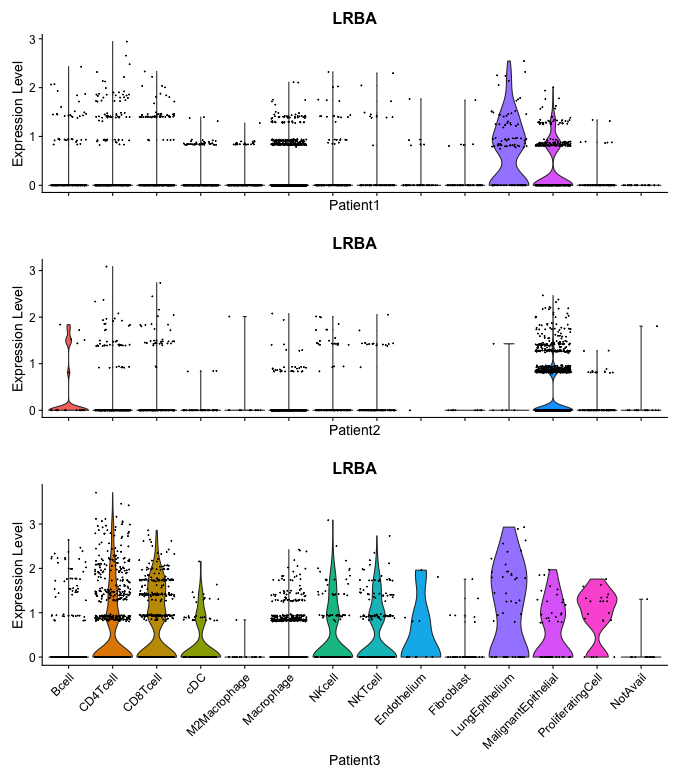 LRBA
Expression Level
3
2
1
0
Patient1
LRBA
Expression Level
3
2
1
0
Patient2
LRBA
Expression Level
3
2
1
0
Bcell
CD4Tcell
CD8Tcell
cDC
M2Macrophage
Macrophage
NKcell
NKTcell
Endothelium
Fibroblast
LungEpithelium
MalignantEpithelial
ProliferatingCell
NotAvail
Patient3